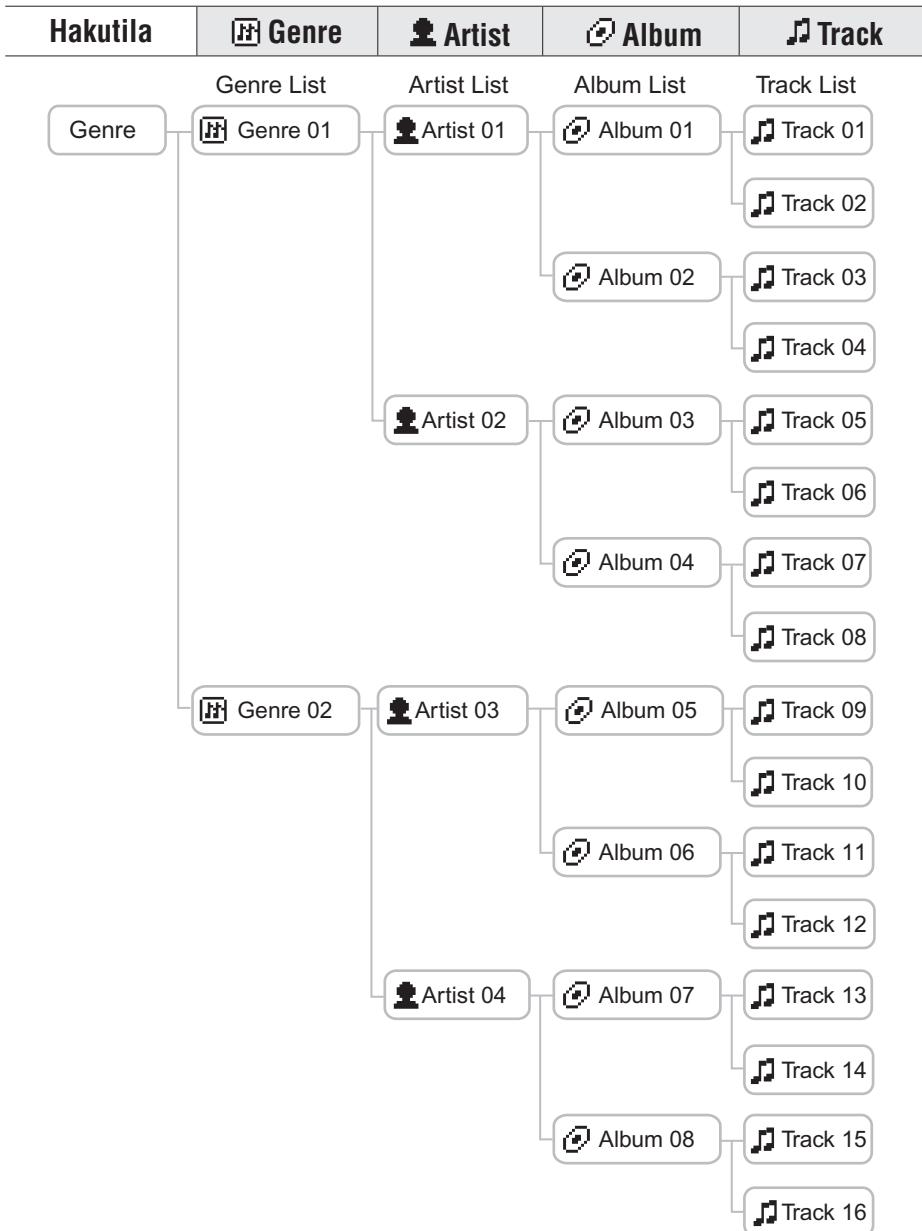 Hakutila Genre Artist Album Track
Genre List Artist List Album List Track List
Genre Genre 01 Artist 01 Album 01 Track 01
Track 02
Album 02 Track 03
Track 04
Artist 02 Album 03 Track 05
Track 06
Album 04 Track 07
Track 08
Genre 02 Artist 03 Album 05 Track 09
Track 10
Album 06 Track 11
Track 12
Artist 04 Album 07 Track 13
Track 14
Album 08 Track 15
Track 16